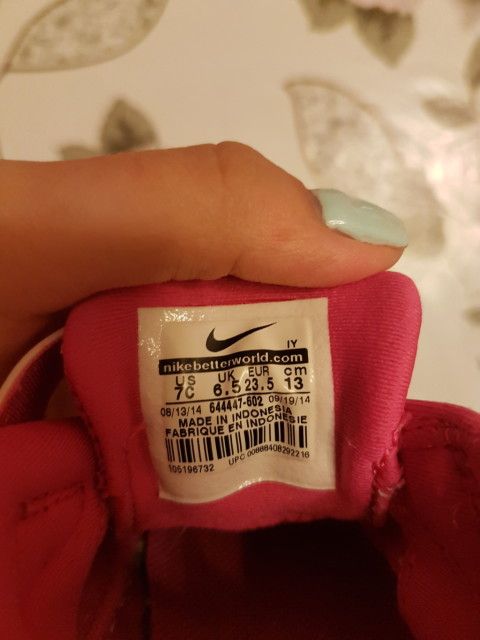 IY
nikebetterworld.com
US UK EUR cm
7C 6.5 23.5 13
08/13/14 644447-602 09/19/14
MADE IN INDONESIA
FABRIQUE EN INDONESIE
105196732 UPC 00888408292216